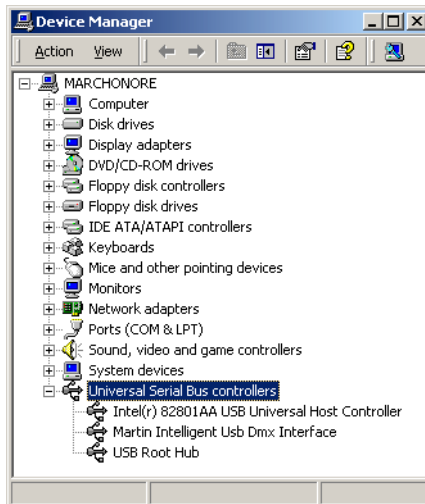 Device Manager
Action View
MARCHONORE
Computer
Disk drives
Display adapters
DVD/CD-ROM drives
Floppy disk controllers
Floppy disk drives
IDE ATA/ATAPI controllers
Keyboards
Mice and other pointing devices
Monitors
Network adapters
Ports (COM & LPT)
Sound, video and game controllers
System devices
Universal Serial Bus controllers
Intel(r) 82801AA USB Universal Host Controller
Martin Intelligent Usb Dmx Interface
USB Root Hub